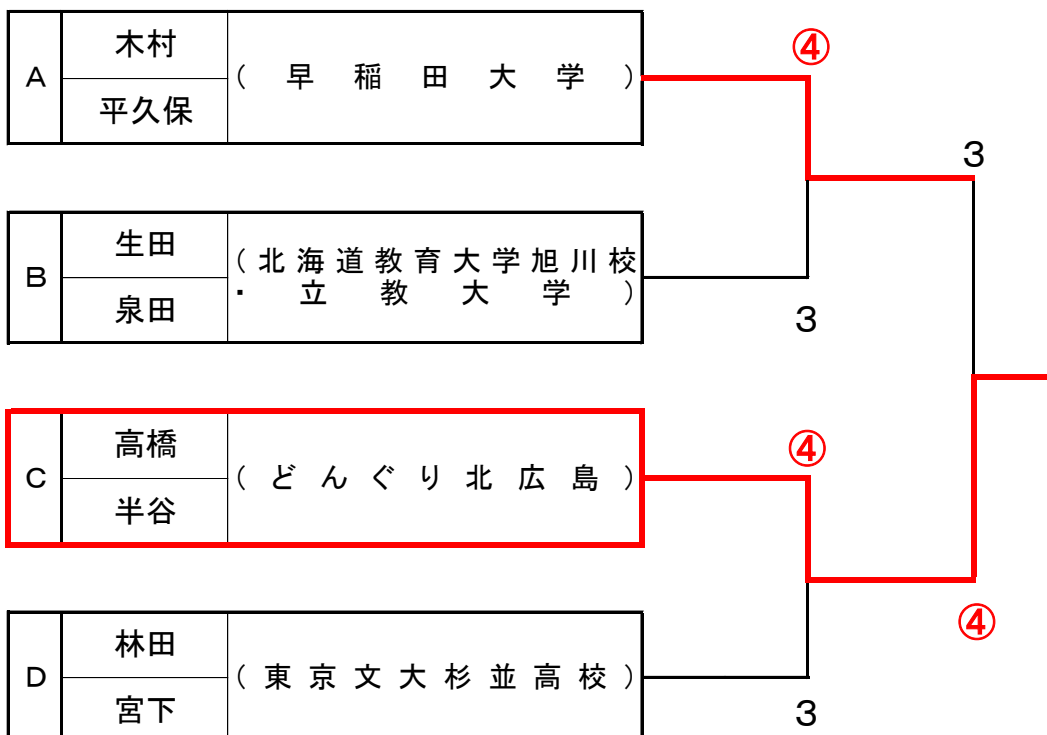 A
木村
平久保
(早稲田大学)
④
3
B
生田
泉田
(北海道教育大学旭川校
・立教大学)
3
C
高橋
半谷
(どんぐり北広島)
④
④
D
林田
宮下
(東京文大杉並高校)
3